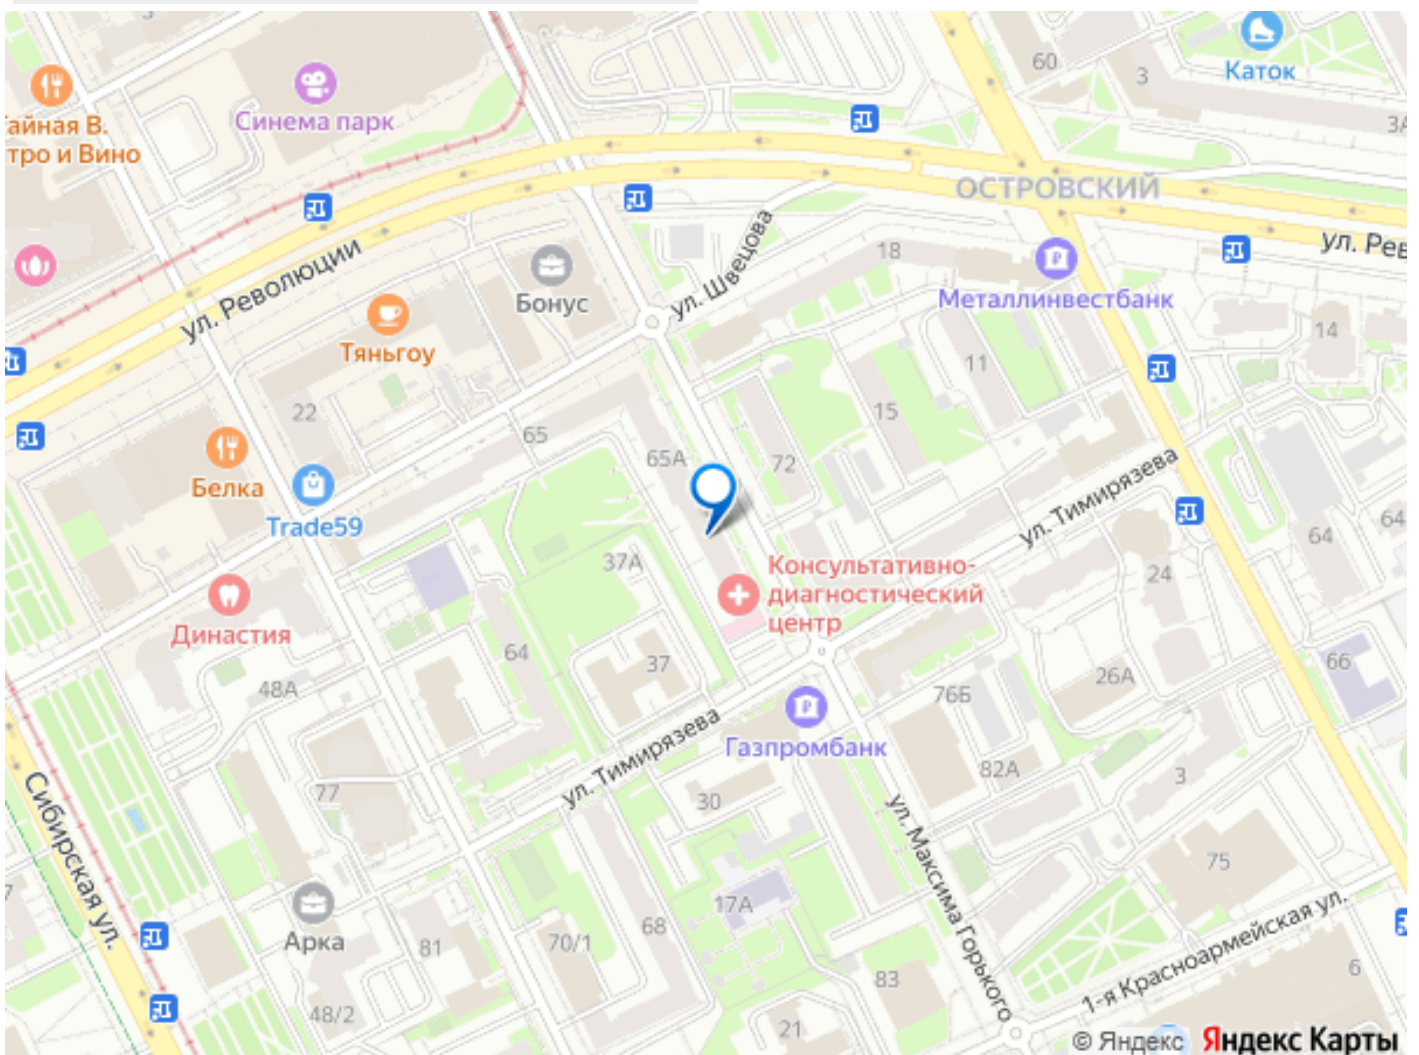 60
3
Каток
3А
Синема парк
айная В.
тро и Вино
ОСТРОВСКИЙ
ул. Рев
ул. Швецова
18
Металлинвестбанк
ул. Революции
Бонус
Тяньгоу
14
11
15
22
65
65А
72
Белка
Trade59
ул. Тимирязева
64
64
37А
24
Консультативно-
диагностический
центр
Династия
48А
64
37
66
26А
76Б
Газпромбанк
ул. Тимирязева
82А
3
77
30
Сибирская ул.
ул. Максима Горького
75
17А
Арка
81
70/1
68
83
1-я Красноармейская ул.
6
48/2
21
© Яндекс Яндекс Карты